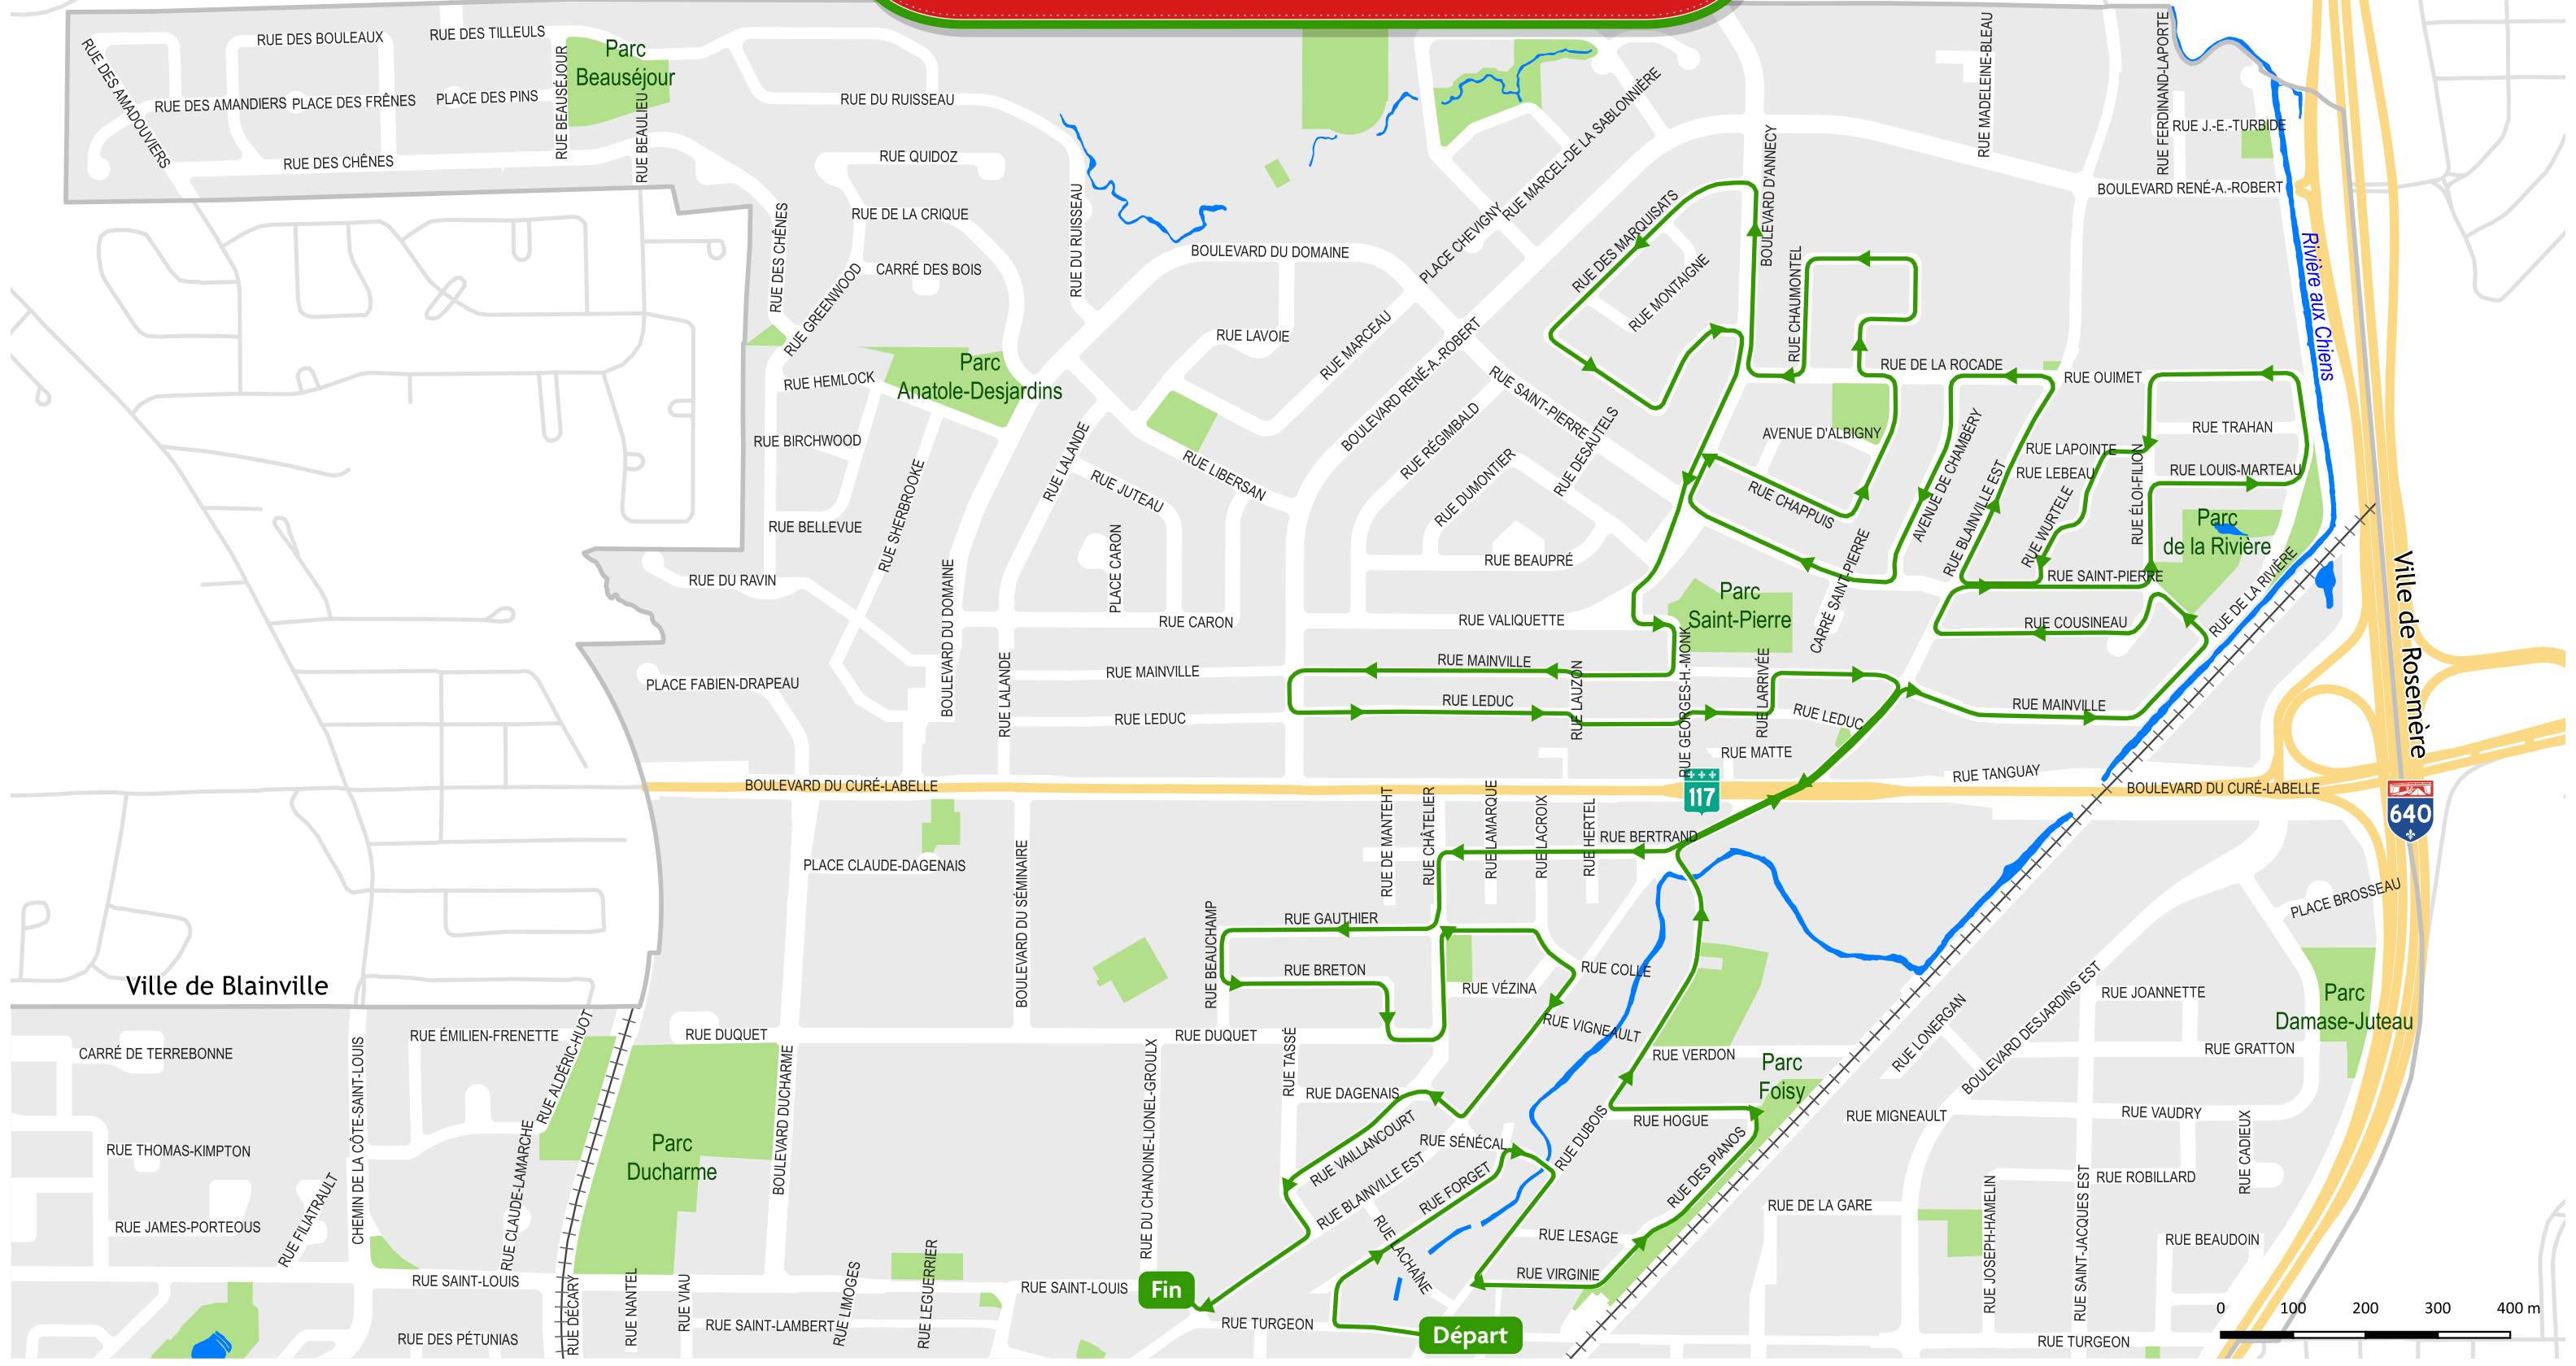 RUE DES AMADOUVIERS
RUE DES BOULEAUX
RUE DES TILLEULS
RUE BEAUSÉJOUR
Parc
Beauséjour
RUE BEAULIEU
RUE DES AMANDIERS
PLACE DES FRÊNES
PLACE DES PINS
RUE DES CHÊNES
RUE DU RUISSEAU
RUE QUIDOZ
RUE DE LA CRIQUE
CARRÉ DES BOIS
RUE DES CHÊNES
RUE GREENWOOD
RUE DU RUISSEAU
BOULEVARD DU DOMAINE
PLACE CHEVIGNY
RUE MARCEL-DE LA SABLONNIÈRE
BOULEVARD D'ANNECY
RUE MADELEINE-BLEAU
RUE FERDINAND-LAPORTE
RUE J.-E.-TURBIDE
BOULEVARD RENÉ-A.-ROBERT
Rivière aux Chiens
RUE DES MARQUISATS
RUE MONTAIGNE
RUE CHAUMONTEL
RUE LAVOIE
RUE MARCEAU
BOULEVARD RENÉ-A.-ROBERT
RUE HEMLOCK
Parc
Anatole-Desjardins
RUE BIRCHWOOD
RUE BELLEVUE
RUE SHERBROOKE
RUE LALANDE
RUE JUTEAU
RUE LIBERSAN
RUE RÉGIMBALD
RUE DUMONTIER
RUE SAINT-PIERRE
RUE DESAUTELS
RUE DE LA ROCADE
RUE OUIMET
AVENUE D'ALBIGNY
AVENUE DE CHAMBÉRY
RUE LAPOINTE
RUE LEBEAU
RUE TRAHAN
RUE LOUIS-MARTEAU
RUE ÉLOI-FILION
RUE CHAPPUIS
RUE BLAINVILLE EST
RUE WURTELE
Parc
de la Rivière
RUE DE LA RIVIÈRE
RUE SAINT-PIERRE
RUE COUSINEAU
CARRÉ SAINT-PIERRE
Parc
Saint-Pierre
RUE BEAUPRÉ
RUE VALIQUETTE
PLACE CARON
RUE CARON
RUE DU RAVIN
BOULEVARD DU DOMAINE
RUE LALANDE
PLACE FABIEN-DRAPEAU
RUE MAINVILLE
RUE MAINVILLE
RUE LEDUC
RUE LEDUC
RUE LAUZON
RUE GEORGES-H.-MONK
RUE LARRIVÉE
RUE LEDUC
RUE MATTE
RUE MAINVILLE
RUE TANGUAY
Ville de Rosemère
BOULEVARD DU CURÉ-LABELLE
117
BOULEVARD DU CURÉ-LABELLE
640
PLACE CLAUDE-DAGENAIS
BOULEVARD DU SÉMINAIRE
RUE DE MANTEHT
RUE CHÂTELIER
RUE LAMARQUE
RUE LACROIX
RUE HERTEL
RUE BERTRAND
PLACE BROSSEAU
RUE BEAUCHAMP
RUE GAUTHIER
RUE BRETON
RUE VÉZINA
RUE COLLE
RUE VIGNEAULT
Ville de Blainville
RUE ÉMILIEN-FRENETTE
RUE ALDÉRIC-HUOT
CARRÉ DE TERREBONNE
CHEMIN DE LA CÔTE-SAINT-LOUIS
RUE DUQUET
RUE DUQUET
BOULEVARD DUCHARME
RUE DU CHANOINE-LIONEL-GROULX
RUE TASSÉ
RUE DAGENAIS
RUE VERDON
Parc
Foisy
RUE LONERGAN
BOULEVARD DESJARDINS EST
RUE JOANNETTE
Parc
Damase-Juteau
RUE GRATTON
RUE MIGNEAULT
RUE VAUDRY
RUE CADIEUX
RUE THOMAS-KIMPTON
RUE CLAUDE-LAMARCHE
Parc
Ducharme
RUE VAILLANCOURT
RUE SÉNÉCAL
RUE BLAINVILLE EST
RUE FORGET
RUE DUBOIS
RUE HOGUE
RUE DES PIANOS
RUE ROBILLARD
RUE JAMES-PORTEOUS
RUE FILIATRAULT
RUE LACHAÎNE
RUE LESAGE
RUE VIRGINIE
RUE DE LA GARE
RUE JOSEPH-HAMELIN
RUE SAINT-JACQUES EST
RUE BEAUDOIN
RUE SAINT-LOUIS
RUE DÉCARY
RUE NANTEL
RUE VIAU
RUE SAINT-LAMBERT
RUE LIMOGES
RUE LEGUERRIER
RUE SAINT-LOUIS
Fin
RUE TURGEON
Départ
RUE DES PÉTUNIAS
RUE TURGEON
0 100 200 300 400 m